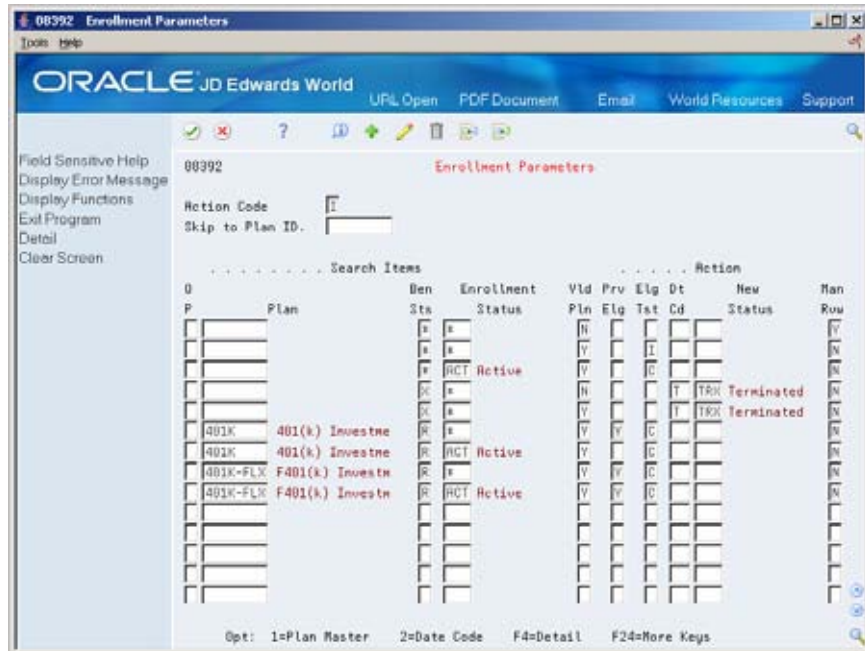 08392 Enrollment Parameters
Tools Help
ORACLE JD Edwards World
URL Open PDF Document Email World Resources Support
Field Sensitive Help
Display Error Message
Display Functions
Exit Program
Detail
Clear Screen
08392 Enrollment Parameters
Action Code I
Skip to Plan ID.
. . . . . . . . Search Items . . . . . Action
O Ben Enrollment Vld Prv Elg Dt New Man
P Plan Sts Status Pln Elg Tst Cd Status Rvw
* * N Y
* * Y I N
* ACT Active Y C N
X * N T TRX Terminated N
X * Y T TRX Terminated N
401K 401(k) Investme R * Y Y C N
401K 401(k) Investme R ACT Active Y Y C N
401K-FLX F401(k) Investm R * Y Y C N
401K-FLX F401(k) Investm R ACT Active Y Y C N
Opt: 1=Plan Master 2=Date Code F4=Detail F24=More Keys